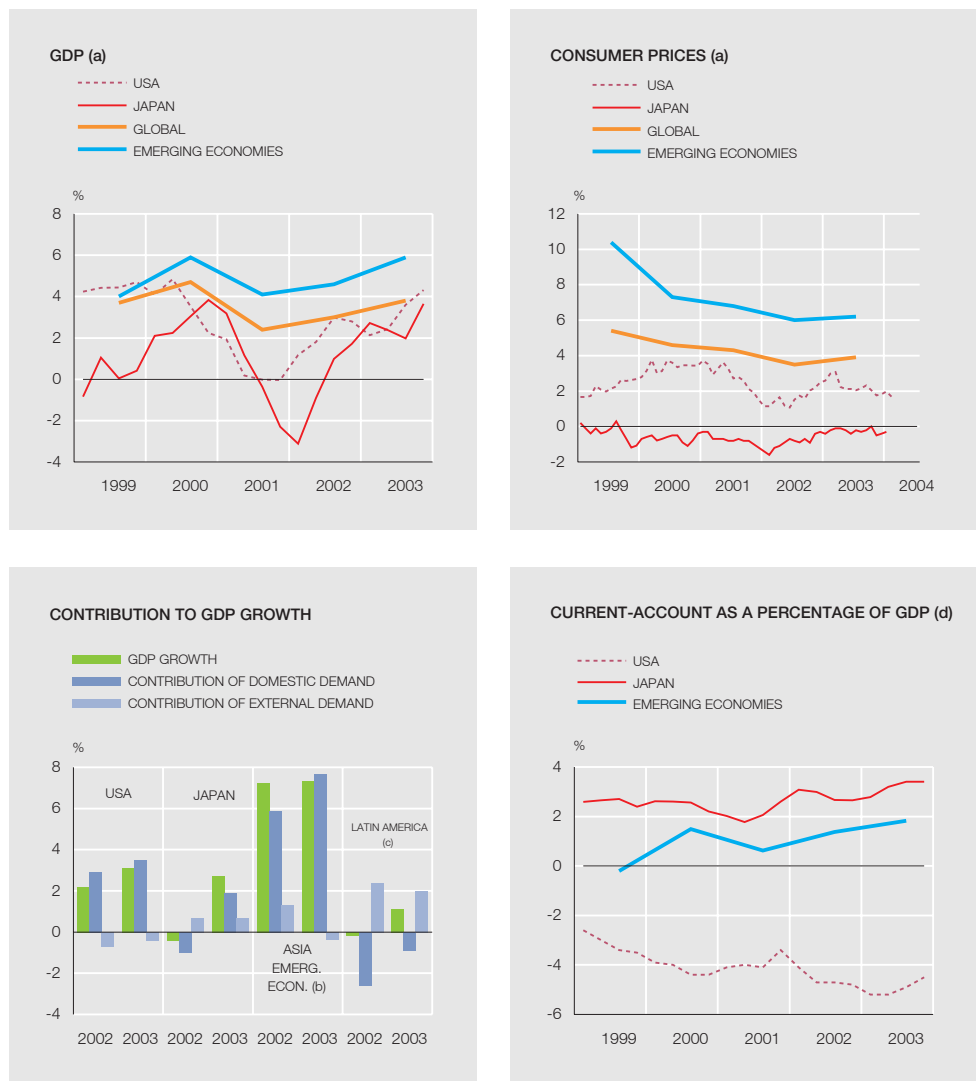 GDP (a)
USA
JAPAN
GLOBAL
EMERGING ECONOMIES
%
8
6
4
2
0
-2
-4
1999 2000 2001 2002 2003
CONSUMER PRICES (a)
USA
JAPAN
GLOBAL
EMERGING ECONOMIES
%
12
10
8
6
4
2
0
-2
1999 2000 2001 2002 2003 2004
CONTRIBUTION TO GDP GROWTH
GDP GROWTH
CONTRIBUTION OF DOMESTIC DEMAND
CONTRIBUTION OF EXTERNAL DEMAND
%
8
6
4
2
0
-2
-4
USA
JAPAN
LATIN AMERICA
(c)
ASIA
EMERG.
ECON. (b)
2002 2003 2002 2003 2002 2003 2002 2003
CURRENT-ACCOUNT AS A PERCENTAGE OF GDP (d)
USA
JAPAN
EMERGING ECONOMIES
%
4
2
0
-2
-4
-6
1999 2000 2001 2002 2003